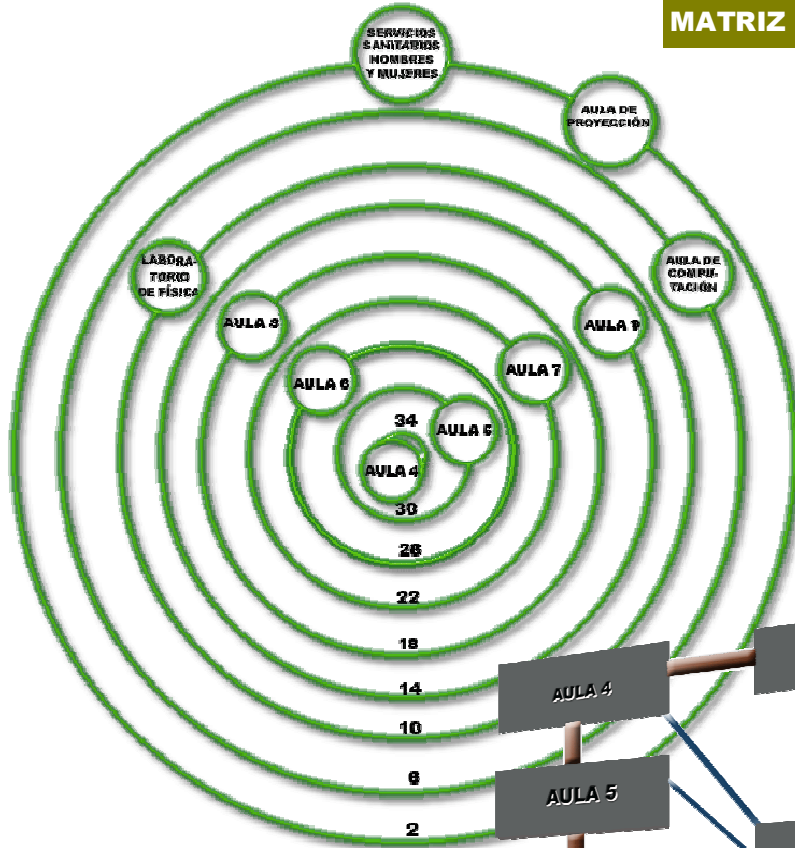 MATRIZ
SERVICIOS
SANITARIOS
HOMBRES
Y MUJERES
AULA DE
PROYECCIÓN
LABORA-
TORIO
DE FÍSICA
AULA DE
COMPU-
TACIÓN
AULA 8
AULA 9
AULA 6
AULA 7
34
AULA 5
AULA 4
30
26
22
18
14
10
6
2
AULA 4
AULA 5